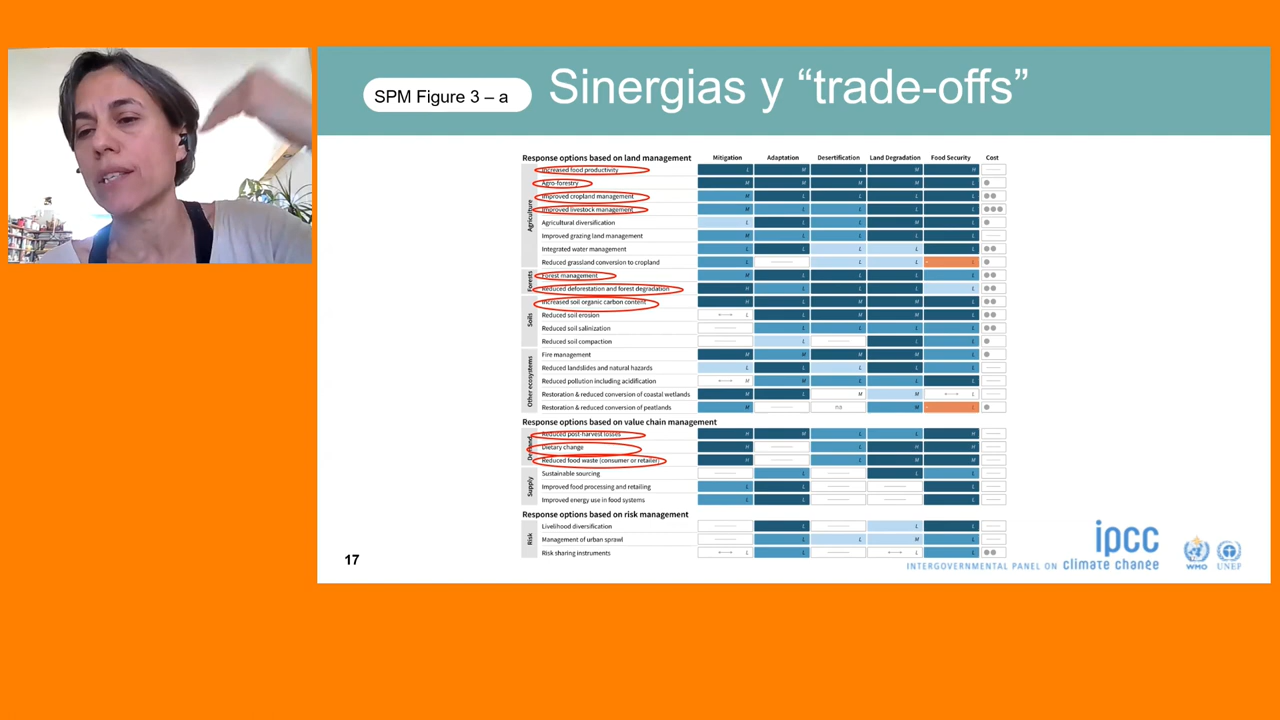 SPM Figure 3 – a
Sinergias y “trade-offs”
Response options based on land management Mitigation Adaptation Desertification Land Degradation Food Security Cost
Agriculture
Increased food productivity L M L M H
Agro-forestry M M M M L
Improved cropland management M L L L L
Improved livestock management M L L L L
Agricultural diversification L L L M L
Improved grazing land management M L L L L
Integrated water management L L L L L
Reduced grassland conversion to cropland L L L - L
Forests
Forest management M L L L L
Reduced deforestation and forest degradation H L L L L
Soils
Increased soil organic carbon content H L M M L
Reduced soil erosion L L M M L
Reduced soil salinization L L L L
Reduced soil compaction L L L
Other ecosystems
Fire management M M M M L
Reduced landslides and natural hazards L L L L L
Reduced pollution including acidification M M L L L
Restoration & reduced conversion of coastal wetlands M L M M L
Restoration & reduced conversion of peatlands M na M - L
Response options based on value chain management
Demand
Reduced post-harvest losses H M L L H
Dietary change H L H H
Reduced food waste (consumer or retailer) H L M M
Supply
Sustainable sourcing L L L
Improved food processing and retailing L L L
Improved energy use in food systems L L L
Response options based on risk management
Risk
Livelihood diversification L L L
Management of urban sprawl L L M L
Risk sharing instruments L L L L
17
ipcc
INTERGOVERNMENTAL PANEL ON climate change
WMO
UNEP